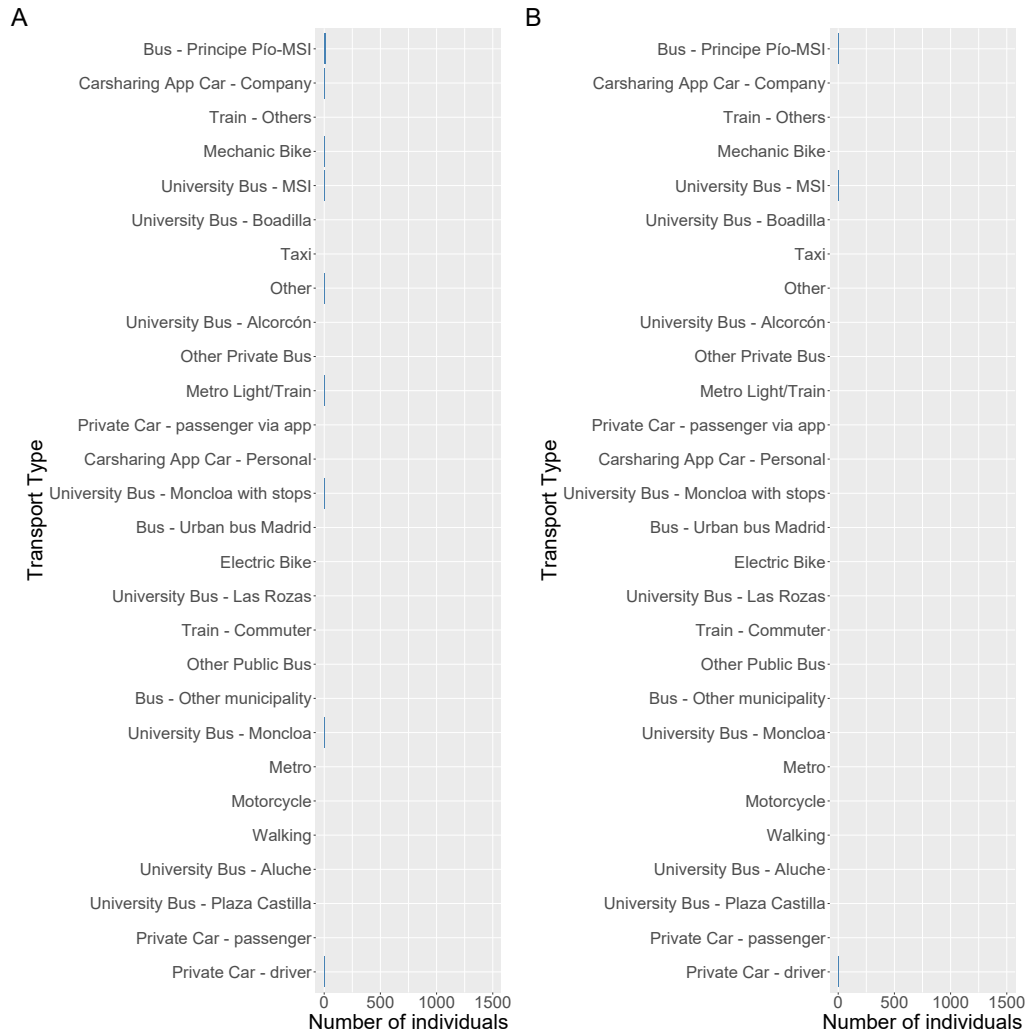 A
Bus - Principe Pío-MSI
Carsharing App Car - Company
Train - Others
Mechanic Bike
University Bus - MSI
University Bus - Boadilla
Taxi
Other
University Bus - Alcorcón
Other Private Bus
Metro Light/Train
Private Car - passenger via app
Carsharing App Car - Personal
University Bus - Moncloa with stops
Bus - Urban bus Madrid
Electric Bike
University Bus - Las Rozas
Train - Commuter
Other Public Bus
Bus - Other municipality
University Bus - Moncloa
Metro
Motorcycle
Walking
University Bus - Aluche
University Bus - Plaza Castilla
Private Car - passenger
Private Car - driver
Transport Type
0 500 1000 1500
Number of individuals
B
Bus - Principe Pío-MSI
Carsharing App Car - Company
Train - Others
Mechanic Bike
University Bus - MSI
University Bus - Boadilla
Taxi
Other
University Bus - Alcorcón
Other Private Bus
Metro Light/Train
Private Car - passenger via app
Carsharing App Car - Personal
University Bus - Moncloa with stops
Bus - Urban bus Madrid
Electric Bike
University Bus - Las Rozas
Train - Commuter
Other Public Bus
Bus - Other municipality
University Bus - Moncloa
Metro
Motorcycle
Walking
University Bus - Aluche
University Bus - Plaza Castilla
Private Car - passenger
Private Car - driver
Transport Type
0 500 1000 1500
Number of individuals